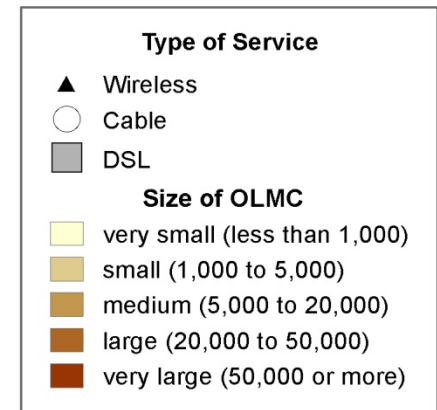 Type of Service
Wireless
Cable
DSL
Size of OLMC
very small (less than 1,000)
small (1,000 to 5,000)
medium (5,000 to 20,000)
large (20,000 to 50,000)
very large (50,000 or more)